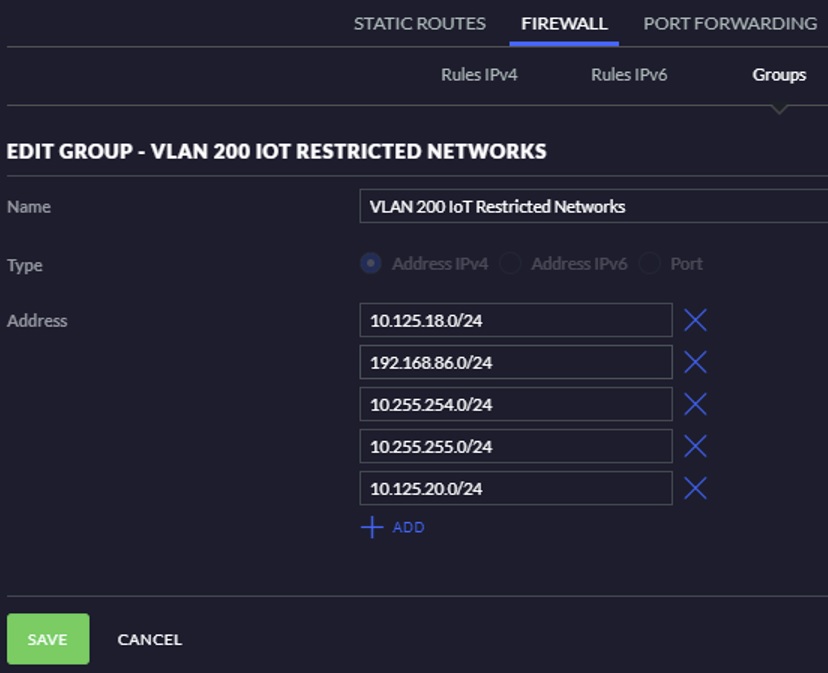 STATIC ROUTES FIREWALL PORT FORWARDING
Rules IPv4 Rules IPv6 Groups
EDIT GROUP - VLAN 200 IOT RESTRICTED NETWORKS
Name VLAN 200 IoT Restricted Networks
Type Address IPv4 Address IPv6 Port
Address 10.125.18.0/24
192.168.86.0/24
10.255.254.0/24
10.255.255.0/24
10.125.20.0/24
ADD
SAVE CANCEL